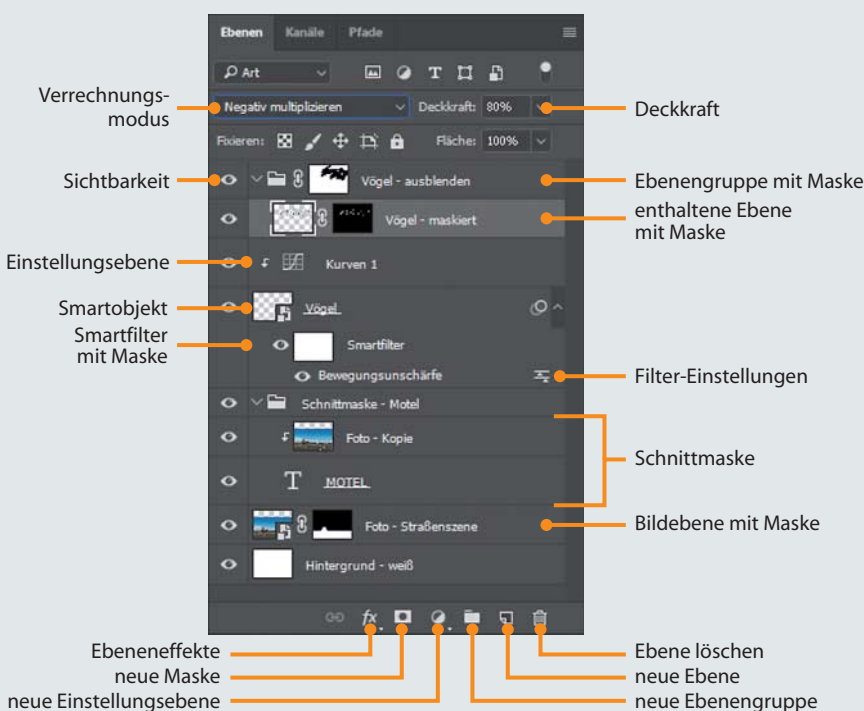 Ebenen Kanäle Pfade
Art
Verrechnungs-
modus
Negativ multiplizieren Deckkraft: 80%
Deckkraft
Fixieren: Fläche: 100%
Sichtbarkeit
Vögel - ausblenden
Ebenengruppe mit Maske
Vögel - maskiert
enthaltene Ebene
mit Maske
Einstellungsebene
Kurven 1
Smartobjekt
Vögel
Smartfilter
mit Maske
Smartfilter
Bewegungsunschärfe
Filter-Einstellungen
Schnittmaske - Motel
Foto - Kopie
Schnittmaske
T MOTEL
Foto - Straßenszene
Bildebene mit Maske
Hintergrund - weiß
fx
Ebeneneffekte
Ebene löschen
neue Maske
neue Ebene
neue Einstellungsebene
neue Ebenengruppe